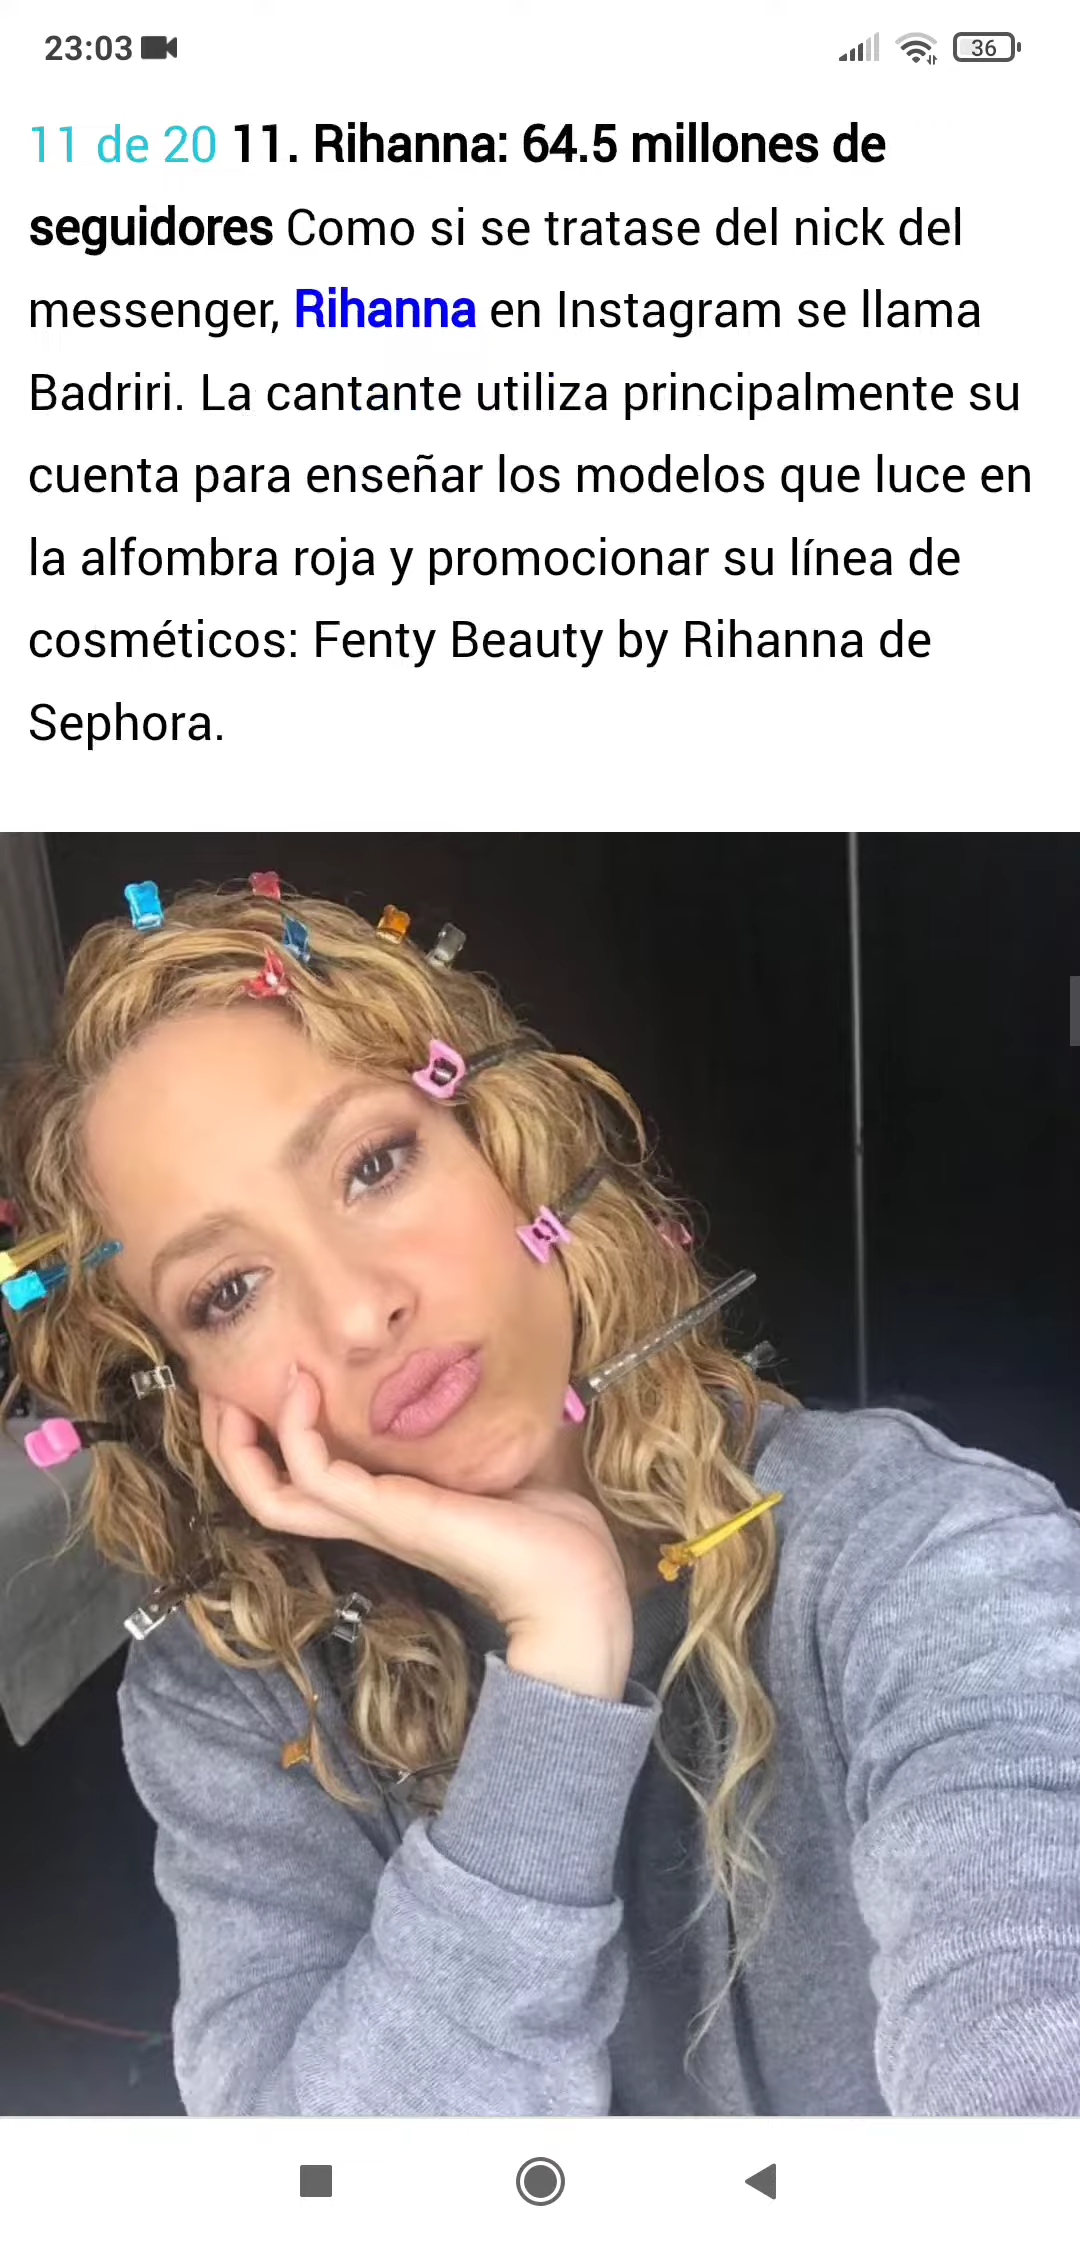 23:03
36
11 de 20 11. Rihanna: 64.5 millones de
seguidores Como si se tratase del nick del
messenger, Rihanna en Instagram se llama
Badriri. La cantante utiliza principalmente su
cuenta para enseñar los modelos que luce en
la alfombra roja y promocionar su línea de
cosméticos: Fenty Beauty by Rihanna de
Sephora.